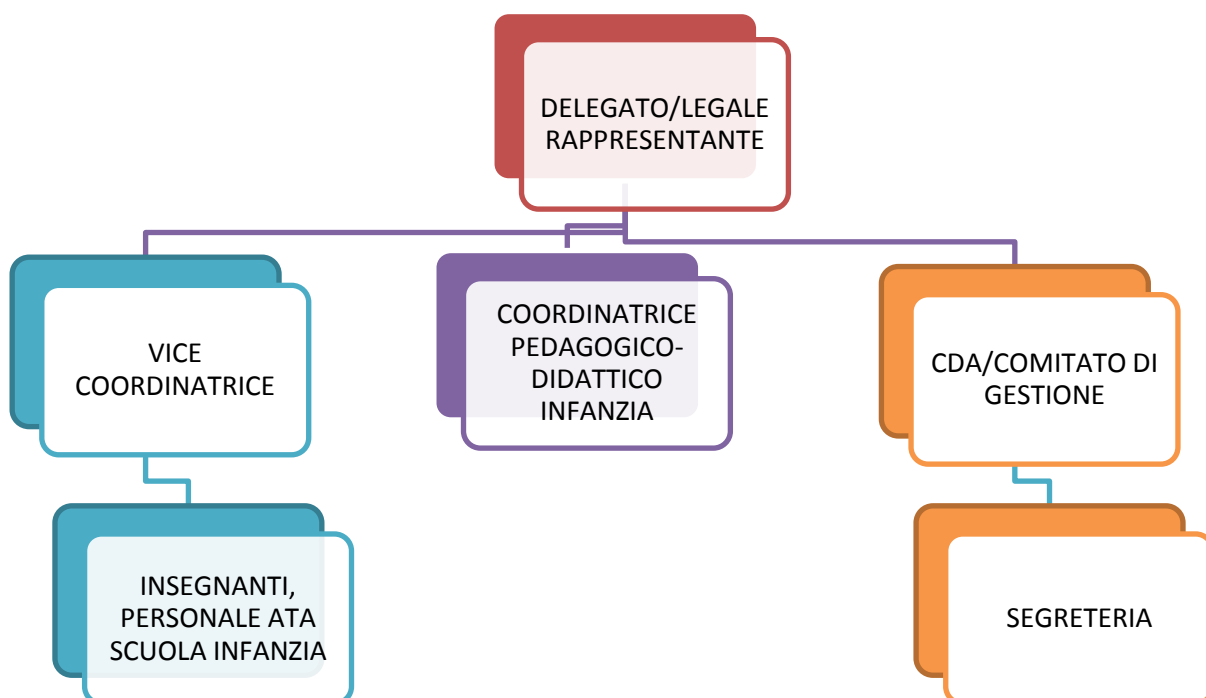 DELEGATO/LEGALE
RAPPRESENTANTE
VICE
COORDINATRICE
COORDINATRICE
PEDAGOGICO-
DIDATTICO
INFANZIA
CDA/COMITATO DI
GESTIONE
INSEGNANTI,
PERSONALE ATA
SCUOLA INFANZIA
SEGRETERIA